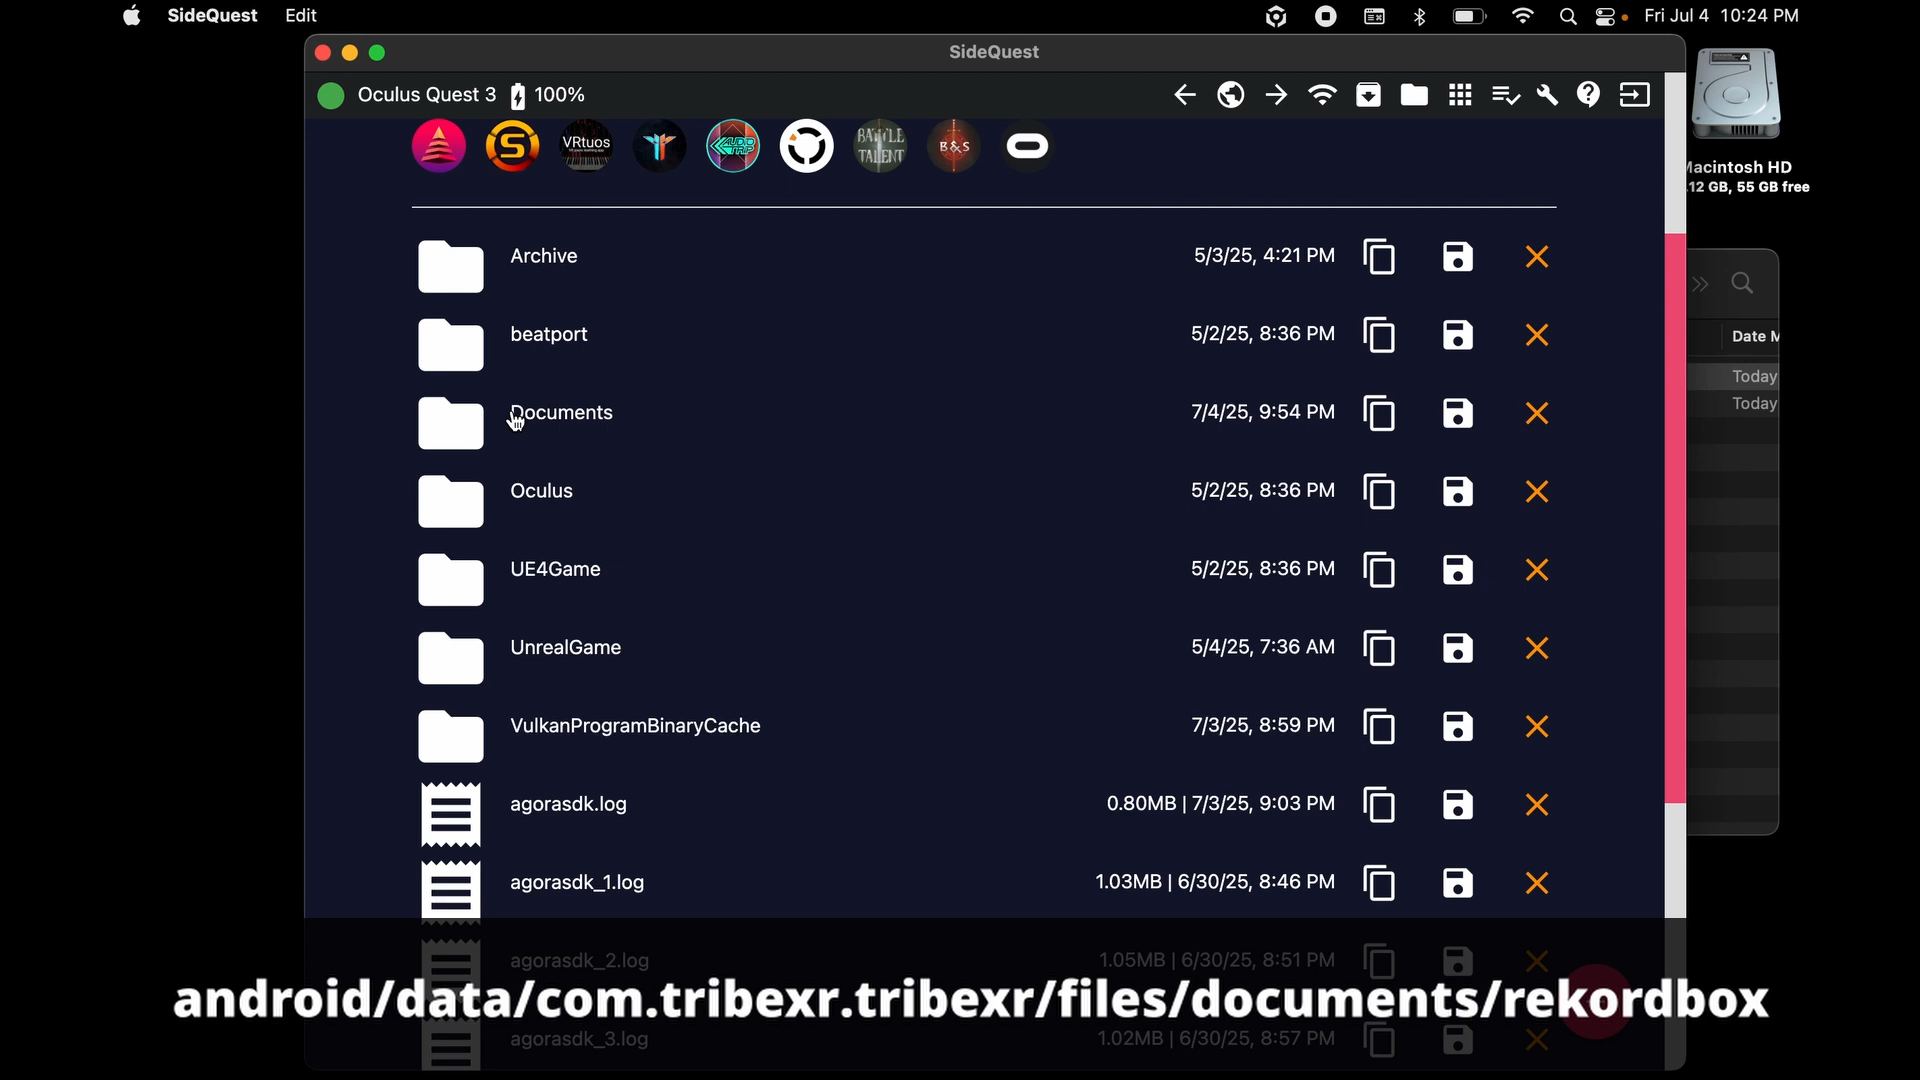 SideQuest Edit Fri Jul 4 10:24 PM
SideQuest
Oculus Quest 3 100%
S VRtuos AUDIO TRIP BATTLE TALENT B&S
Macintosh HD
12 GB, 55 GB free
Archive 5/3/25, 4:21 PM
beatport 5/2/25, 8:36 PM
Date M
Today
Today
Documents 7/4/25, 9:54 PM
Oculus 5/2/25, 8:36 PM
UE4Game 5/2/25, 8:36 PM
UnrealGame 5/4/25, 7:36 AM
VulkanProgramBinaryCache 7/3/25, 8:59 PM
agorasdk.log 0.80MB | 7/3/25, 9:03 PM
agorasdk_1.log 1.03MB | 6/30/25, 8:46 PM
agorasdk_2.log 1.05MB | 6/30/25, 8:51 PM
android/data/com.tribexr.tribexr/files/documents/rekordbox
agorasdk_3.log 1.02MB | 6/30/25, 8:57 PM